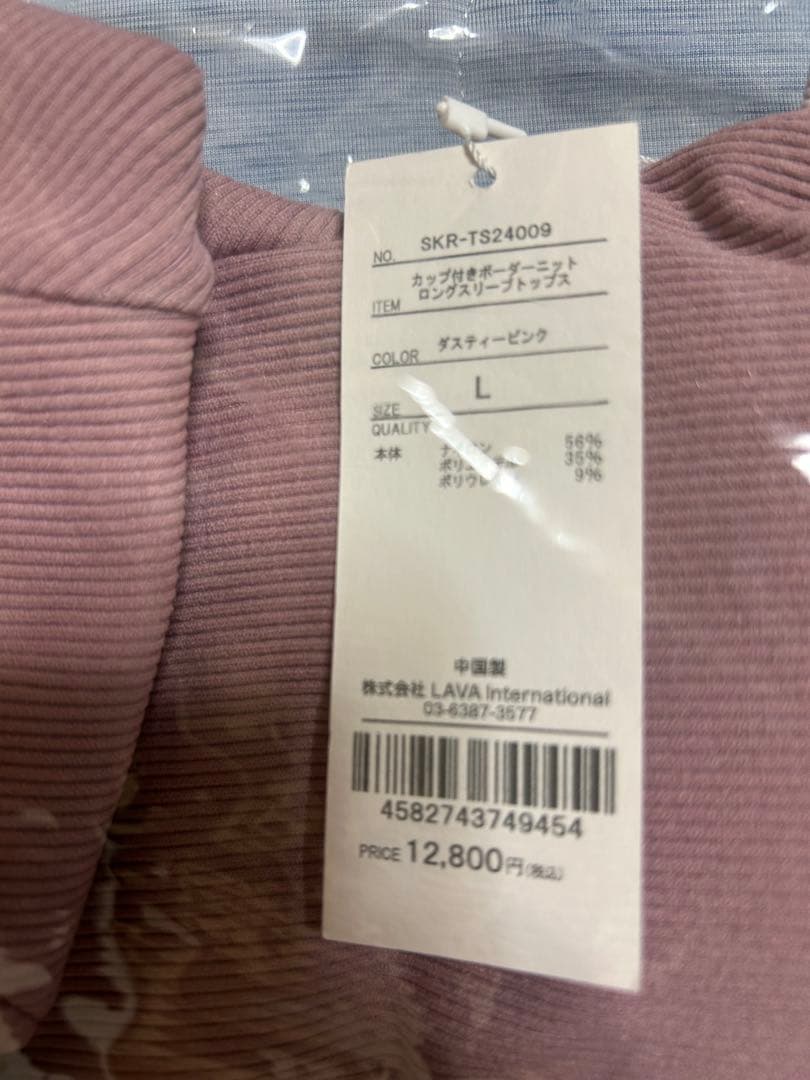 NO. SKR-TS24009
ITEM カップ付きボーダーニット
ロングスリーブトップス
COLOR ダスティーピンク
SIZE L
QUALITY
本体 56%
35%
9%
中国製
株式会社 LAVA International
03-6387-3577
4582743749454
PRICE 12,800円(税込)